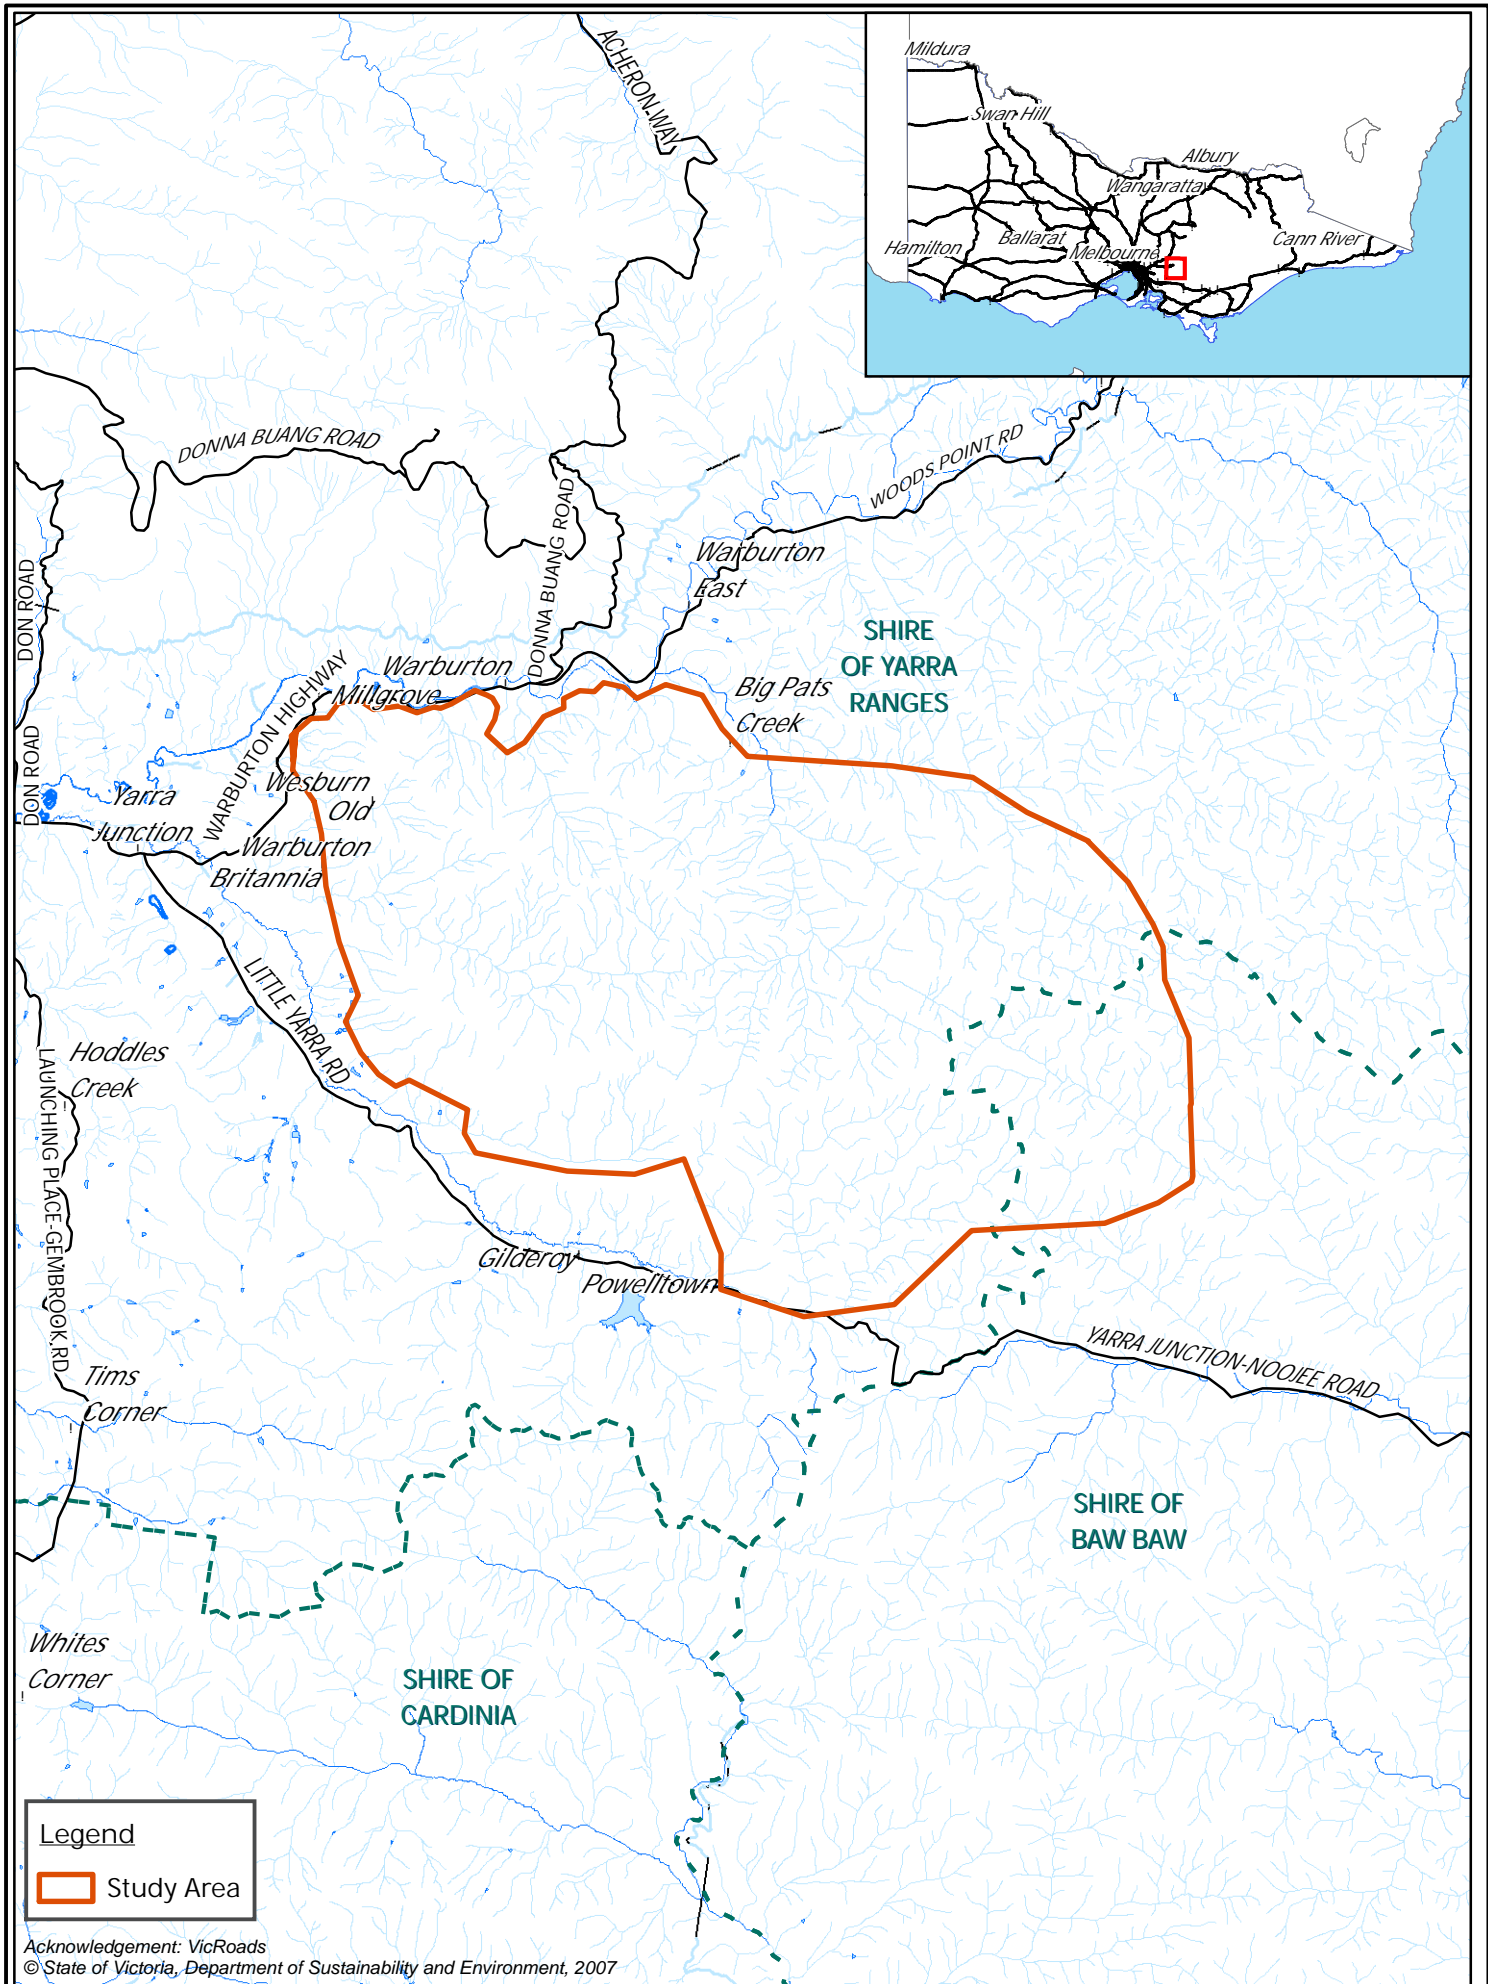 ACHERON WAY
Mildura
Swan Hill
Albury
Wangaratta
Ballarat
Hamilton
Melbourne
Cann River
DONNA BUANG ROAD
WOODS POINT RD
DONNA BUANG ROAD
DON ROAD
Warburton
East
SHIRE
OF YARRA
RANGES
Warburton
Millgrove
WARBURTON HIGHWAY
Big Pats
Creek
DON ROAD
Wesburn
Old
Warburton
Yarra
Junction
Britannia
LITTLE YARRA RD
Hoddles
Creek
LAUNCHING PLACE-GEMBROOK RD
Gilderoy
Powelltown
YARRA JUNCTION-NOOJEE ROAD
Tims
Corner
SHIRE OF
BAW BAW
Whites
Corner
SHIRE OF
CARDINIA
Legend
Study Area
Acknowledgement: VicRoads
© State of Victoria, Department of Sustainability and Environment, 2007